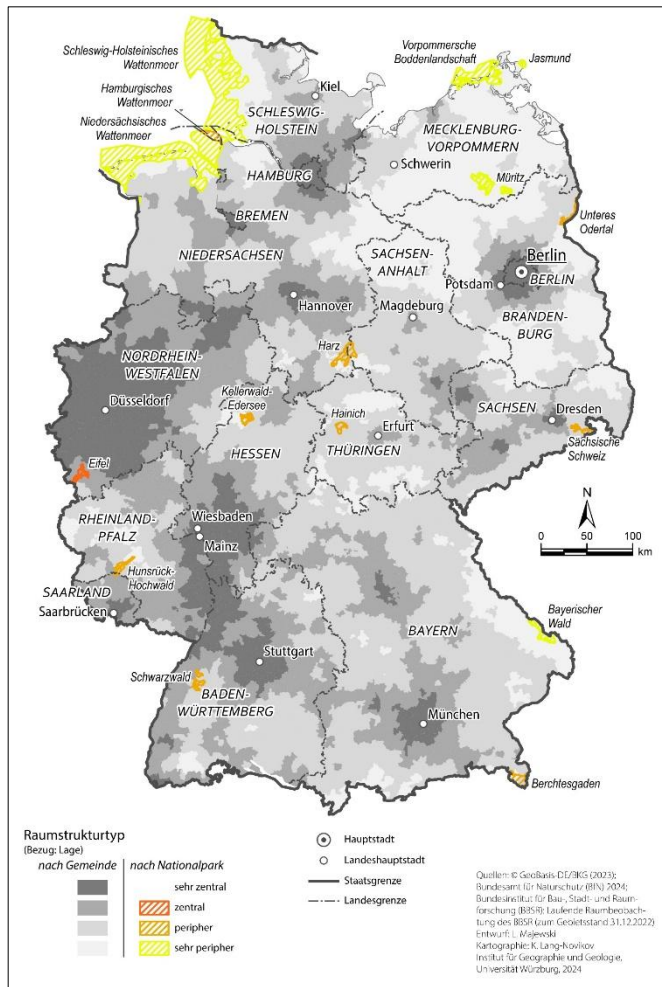 Schleswig-Holsteinisches
Wattenmeer
Vorpommersche
Boddenlandschaft
Jasmund
Hamburgisches
Wattenmeer
Kiel
Niedersächsisches
Wattenmeer
SCHLESWIG-
HOLSTEIN
MECKLENBURG-
VORPOMMERN
Schwerin
HAMBURG
Müritz
BREMEN
Unteres
Odertal
NIEDERSACHSEN
SACHSEN-
ANHALT
Berlin
BERLIN
Potsdam
Hannover
Magdeburg
BRANDEN-
BURG
NORDRHEIN-
WESTFALEN
Harz
Düsseldorf
Kellerwald-
Edersee
Hainich
SACHSEN
Dresden
Erfurt
HESSEN
THÜRINGEN
Sächsische
Schweiz
Eifel
N
RHEINLAND-
PFALZ
Wiesbaden
Mainz
0 50 100
km
Hunsrück-
Hochwald
SAARLAND
Saarbrücken
Bayerischer
Wald
BAYERN
Stuttgart
Schwarzwald
BADEN-
WÜRTTEMBERG
München
Berchtesgaden
Raumstrukturtyp
(Bezug: Lage)
nach Gemeinde
nach Nationalpark
sehr zentral
zentral
peripher
sehr peripher
Hauptstadt
Landeshauptstadt
Staatsgrenze
Landesgrenze
Quellen: © GeoBasis-DE/BKG (2023);
Bundesamt für Naturschutz (BfN) 2024;
Bundesinstitut für Bau-, Stadt- und Raum-
forschung (BBSR): Laufende Raumbeobach-
tung des BBSR (zum Gebietsstand 31.12.2022)
Entwurf: L. Majewski
Kartographie: K. Lang-Novikov
Institut für Geographie und Geologie,
Universität Würzburg, 2024